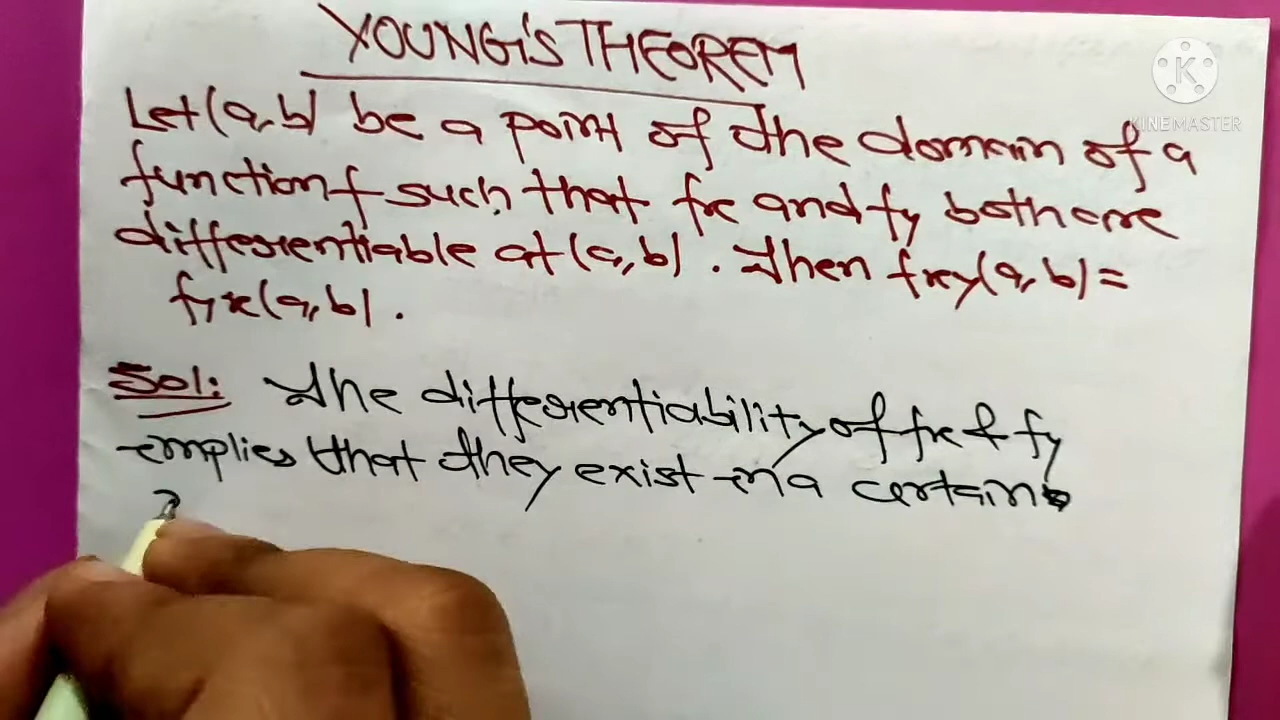 YOUNG'S THEOREM
K
KINEMASTER
Let (a,b) be a point of the domain of a
function f such that fx and fy both are
differentiable at (a,b). Then fxy(a,b) =
fyx(a,b).
Sol: The differentiability of fx & fy
implies that they exist in a certain